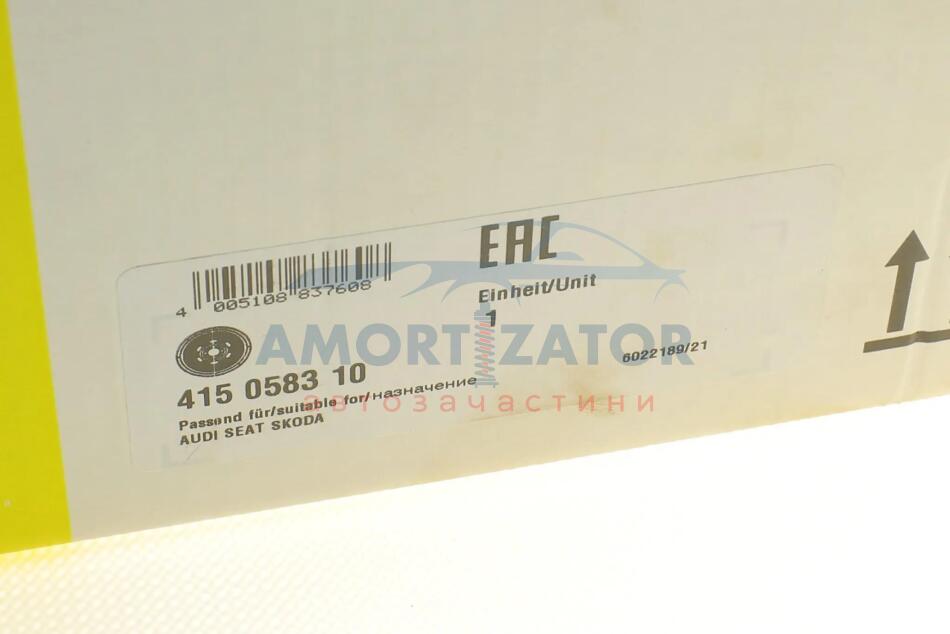 EAC
4 005108 837608
Einheit/Unit
1
AMORTIZATOR
автозачастини
6022189/21
415 0583 10
Passend für/suitable for/назначение
AUDI SEAT SKODA